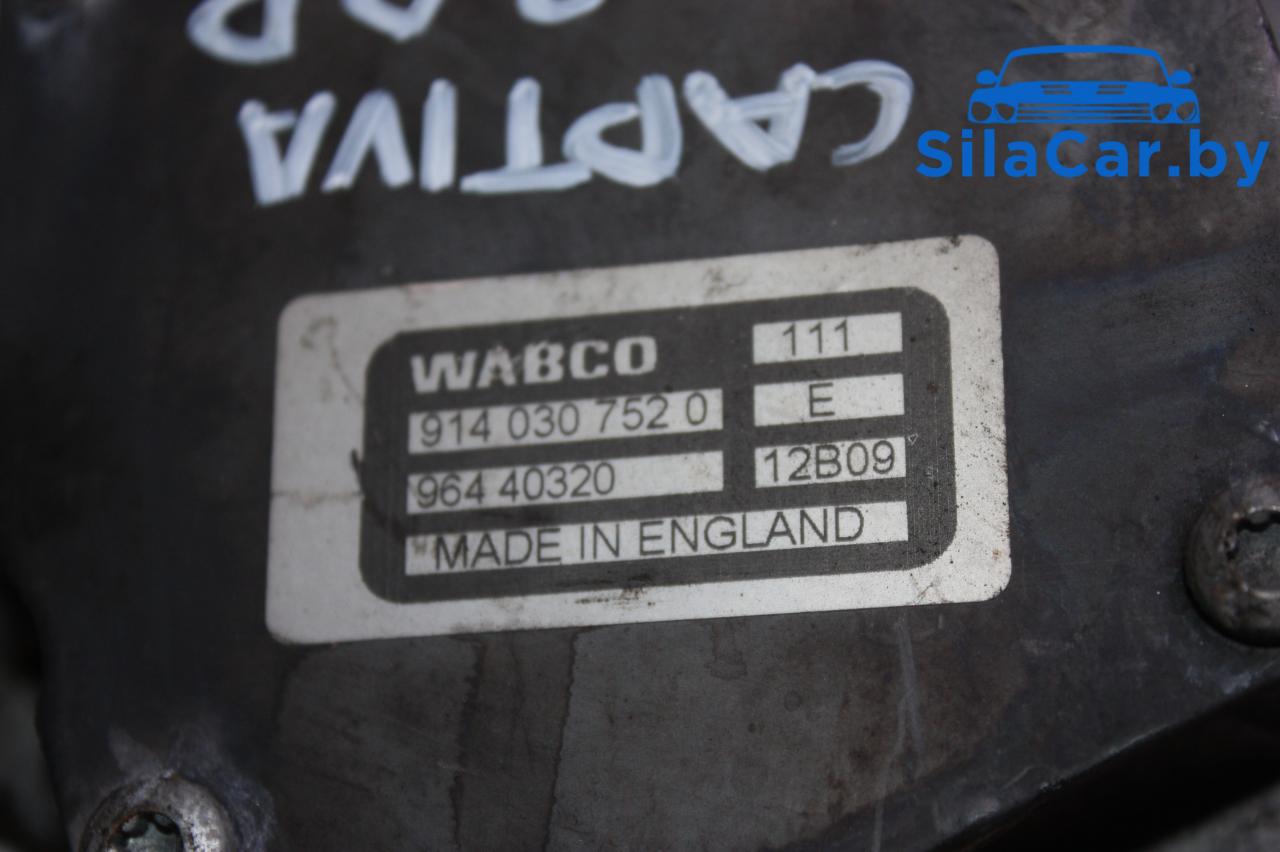 CAPTIVA
SilaCar.by
WABCO
111
914 030 752 0
E
964 40320
12B09
MADE IN ENGLAND